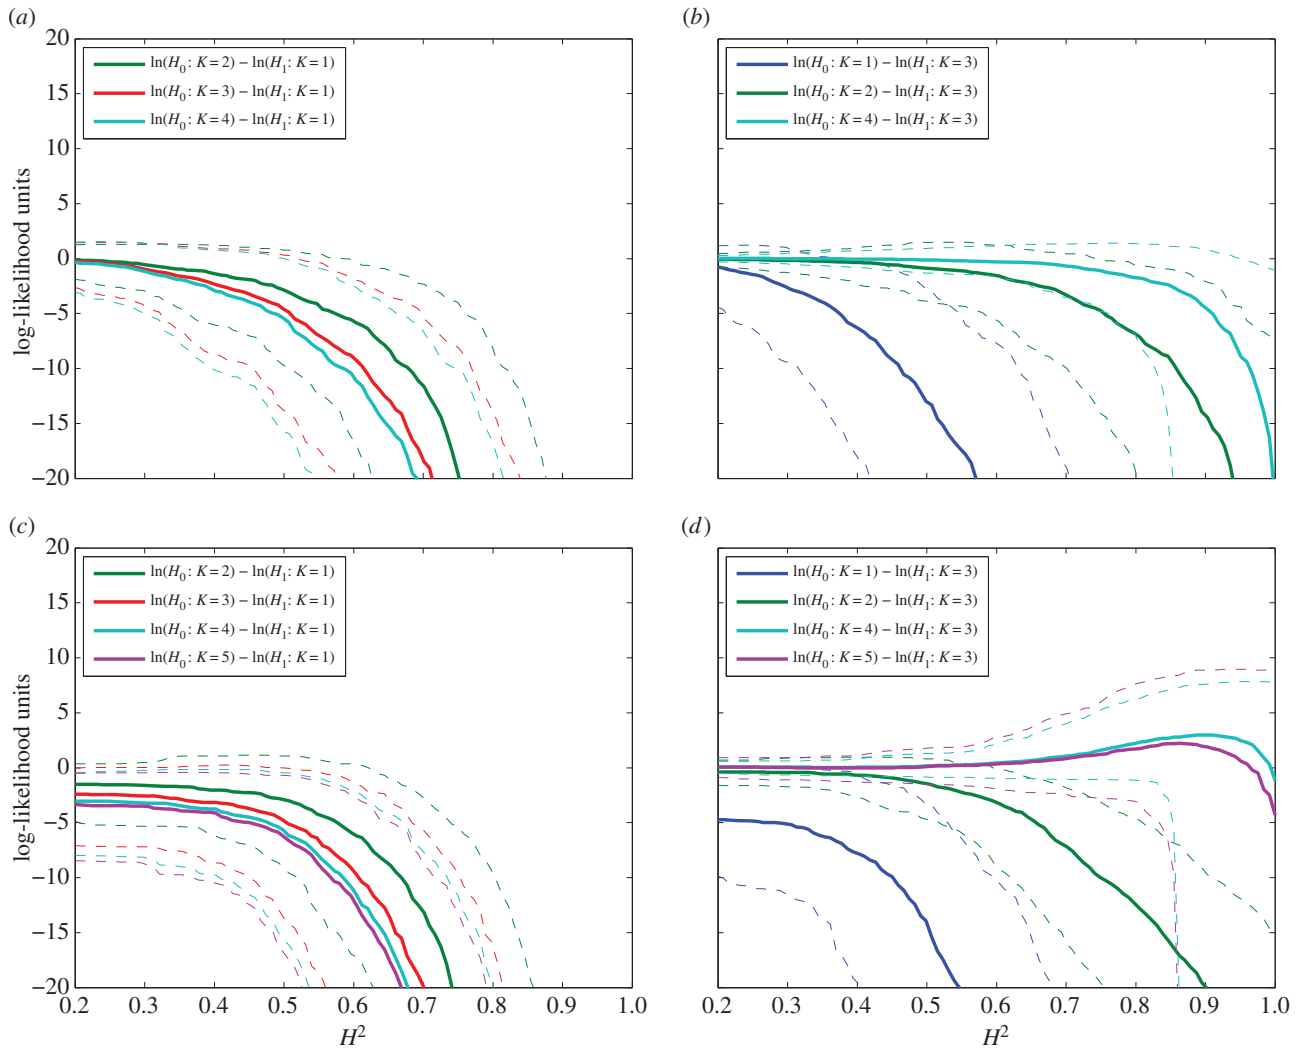 (a)
20
15
10
5
0
−5
−10
−15
−20
log-likelihood units
ln(H0 : K = 2) − ln(H1 : K = 1)
ln(H0 : K = 3) − ln(H1 : K = 1)
ln(H0 : K = 4) − ln(H1 : K = 1)
(b)
ln(H0 : K = 1) − ln(H1 : K = 3)
ln(H0 : K = 2) − ln(H1 : K = 3)
ln(H0 : K = 4) − ln(H1 : K = 3)
(c)
20
15
10
5
0
−5
−10
−15
−20
log-likelihood units
ln(H0 : K = 2) − ln(H1 : K = 1)
ln(H0 : K = 3) − ln(H1 : K = 1)
ln(H0 : K = 4) − ln(H1 : K = 1)
ln(H0 : K = 5) − ln(H1 : K = 1)
0.2 0.3 0.4 0.5 0.6 0.7 0.8 0.9 1.0
H2
(d)
ln(H0 : K = 1) − ln(H1 : K = 3)
ln(H0 : K = 2) − ln(H1 : K = 3)
ln(H0 : K = 4) − ln(H1 : K = 3)
ln(H0 : K = 5) − ln(H1 : K = 3)
0.2 0.3 0.4 0.5 0.6 0.7 0.8 0.9 1.0
H2